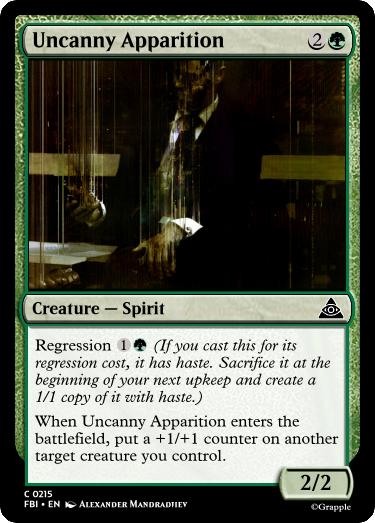 Uncanny Apparition 2
Creature — Spirit
Regression 1 (If you cast this for its
regression cost, it has haste. Sacrifice it at the
beginning of your next upkeep and create a
1/1 copy of it with haste.)
When Uncanny Apparition enters the
battlefield, put a +1/+1 counter on another
target creature you control.
2/2
C 0215
FBI • EN Alexander Mandradjiev
©Grapple